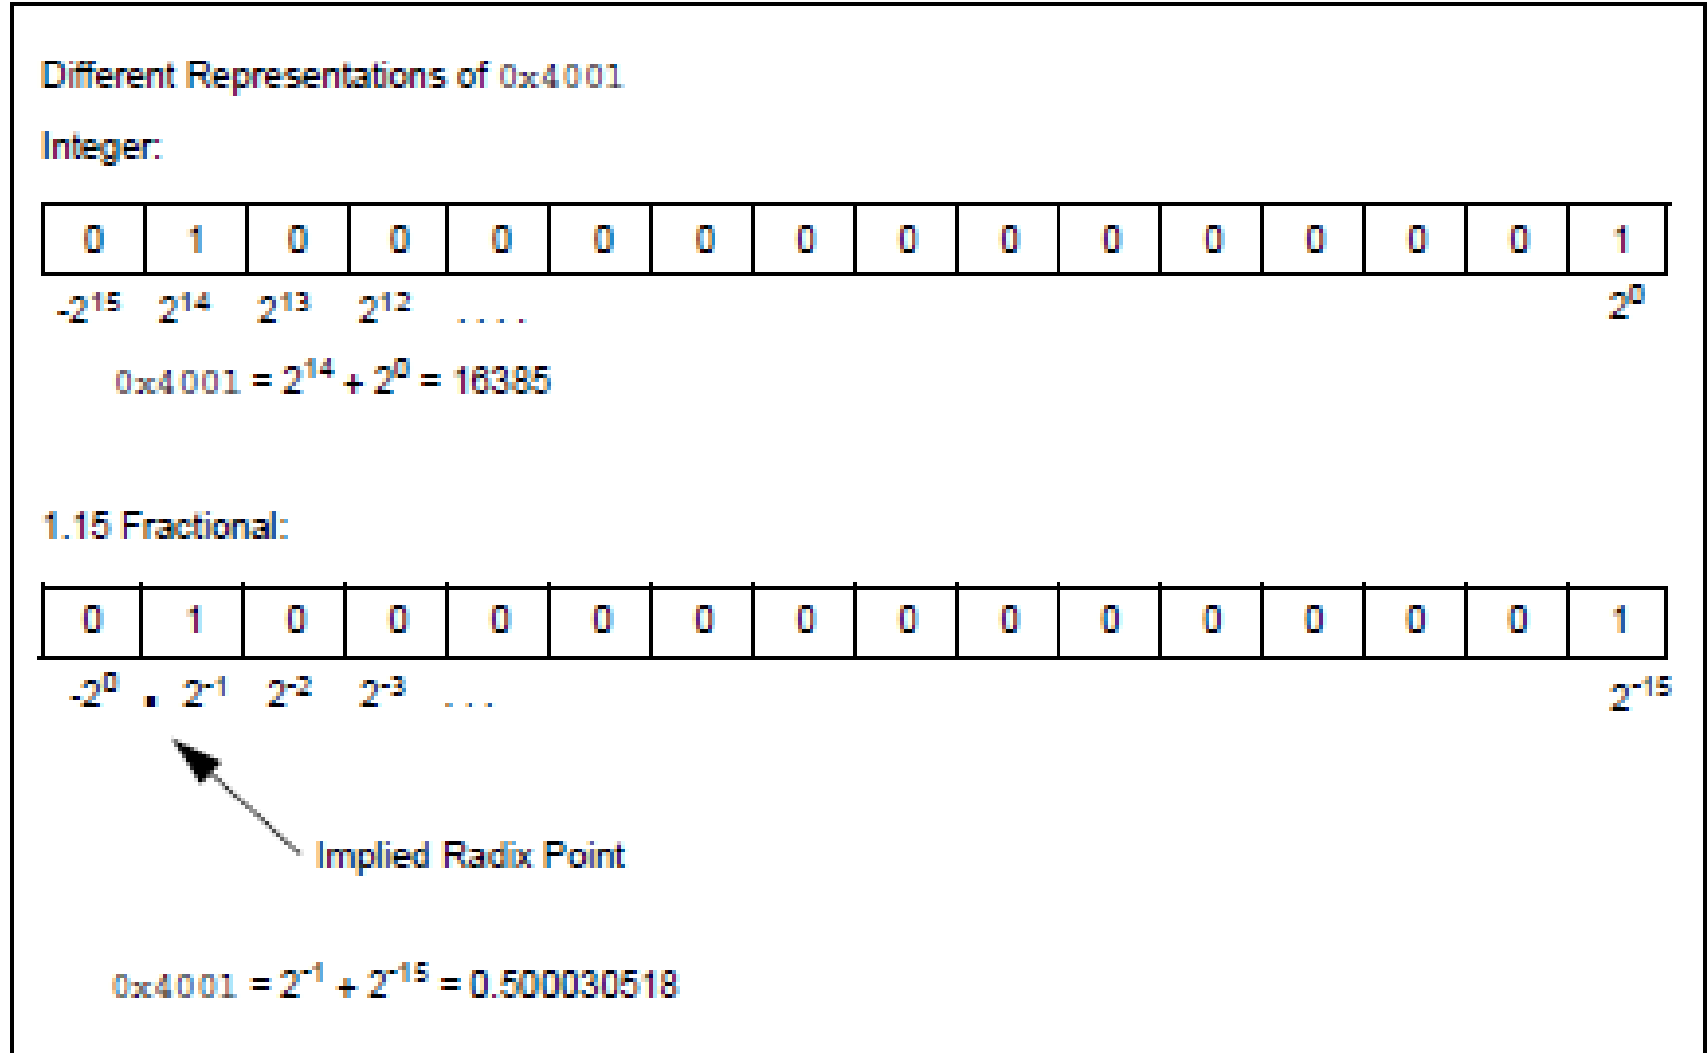 Different Representations of 0x4001
Integer:
0 1 0 0 0 0 0 0 0 0 0 0 0 0 0 1
-2¹⁵ 2¹⁴ 2¹³ 2¹² . . . . 2⁰
0x4001 = 2¹⁴ + 2⁰ = 16385
1.15 Fractional:
0 1 0 0 0 0 0 0 0 0 0 0 0 0 0 1
-2⁰ . 2⁻¹ 2⁻² 2⁻³ . . . 2⁻¹⁵
Implied Radix Point
0x4001 = 2⁻¹ + 2⁻¹⁵ = 0.500030518